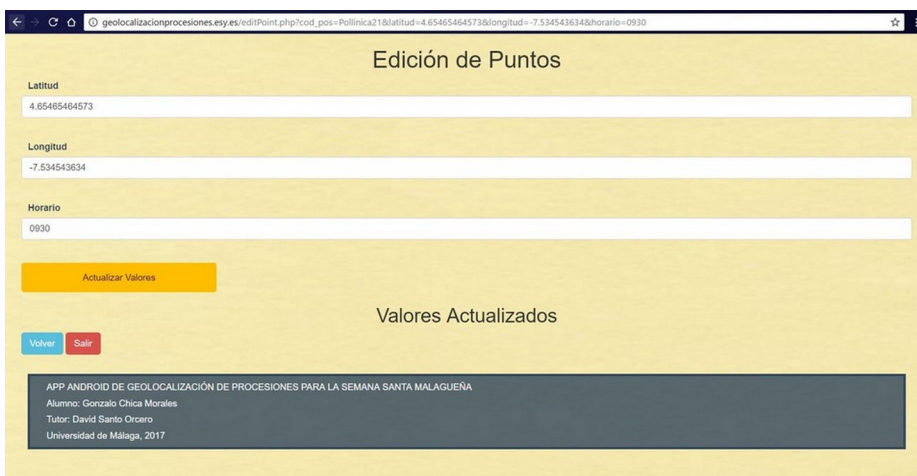 geolocalizacionprocesiones.esy.es/editPoint.php?cod_pos=Pollinica21&latitud=4.65465464573&longitud=-7.534543634&horario=0930
Edición de Puntos
Latitud
4.65465464573
Longitud
-7.534543634
Horario
0930
Actualizar Valores
Valores Actualizados
Volver Salir
APP ANDROID DE GEOLOCALIZACIÓN DE PROCESIONES PARA LA SEMANA SANTA MALAGUEÑA
Alumno: Gonzalo Chica Morales
Tutor: David Santo Orcero
Universidad de Málaga, 2017